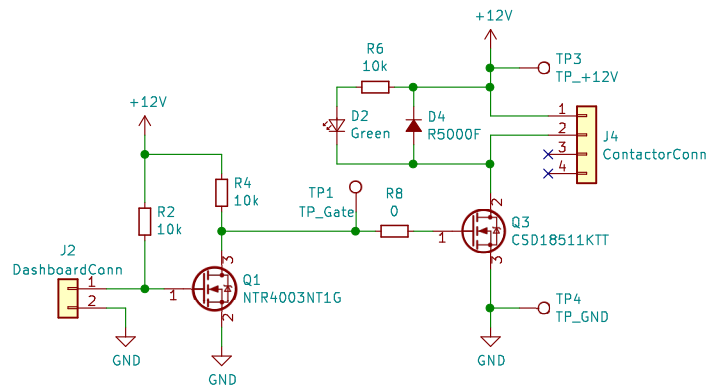 +12V
TP3
TP_+12V
R6
10k
D2
Green
D4
R5000F
1
2
3
4
J4
ContactorConn
+12V
R4
10k
R2
10k
TP1
TP_Gate
R8
0
2
1
3
Q3
CSD18511KTT
J2
DashboardConn
1
2
GND
3
1
2
Q1
NTR4003NT1G
GND
TP4
TP_GND
GND